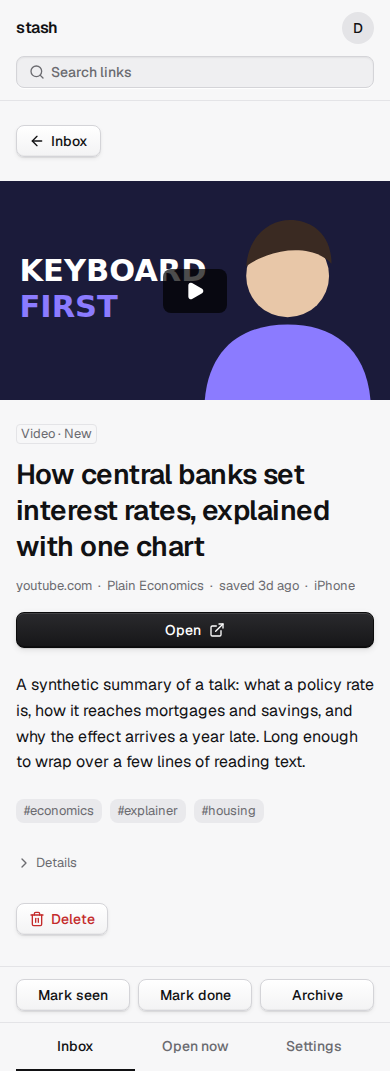 stash
D
Search links
Inbox
KEYBOARD
FIRST
Video · New
How central banks set
interest rates, explained
with one chart
youtube.com · Plain Economics · saved 3d ago · iPhone
Open
A synthetic summary of a talk: what a policy rate
is, how it reaches mortgages and savings, and
why the effect arrives a year late. Long enough
to wrap over a few lines of reading text.
#economics #explainer #housing
Details
Delete
Mark seen Mark done Archive
Inbox Open now Settings